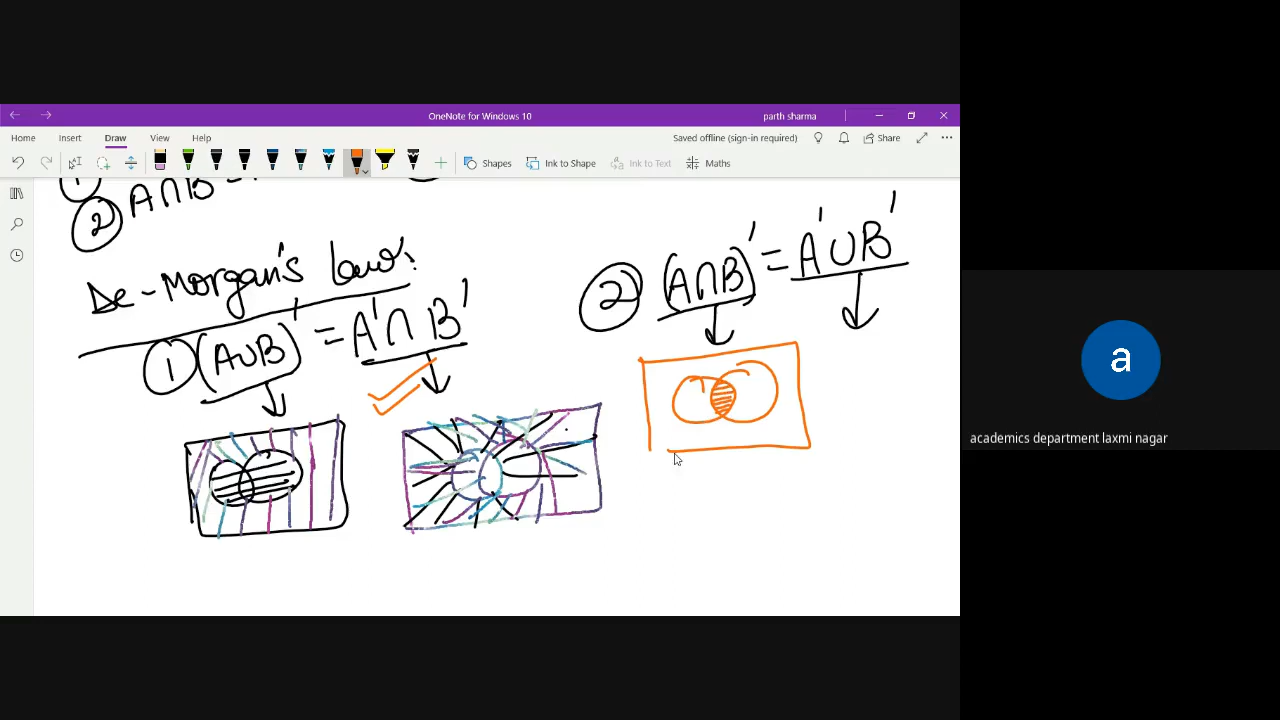 OneNote for Windows 10
parth sharma
Home Insert Draw View Help
Saved offline (sign-in required)
Share
Shapes
Ink to Shape
Ink to Text
Maths
①
② A∩B
De-Morgan's law:
① (A∪B)' = A'∩B'
② (A∩B)' = A'∪B'
a
academics department laxmi nagar